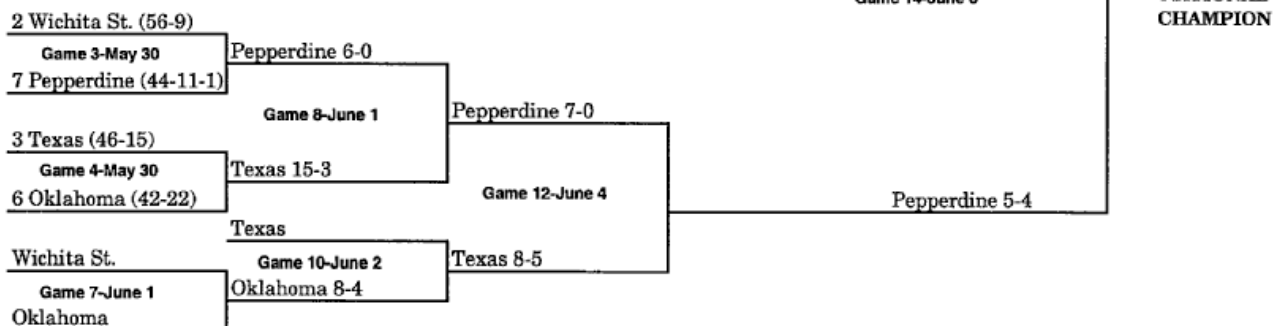 CHAMPION
2 Wichita St. (56-9)
Game 3-May 30
Pepperdine 6-0
7 Pepperdine (44-11-1)
Game 8-June 1
Pepperdine 7-0
3 Texas (46-15)
Game 4-May 30
Texas 15-3
6 Oklahoma (42-22)
Game 12-June 4
Pepperdine 5-4
Texas
Wichita St.
Game 10-June 2
Texas 8-5
Game 7-June 1
Oklahoma 8-4
Oklahoma